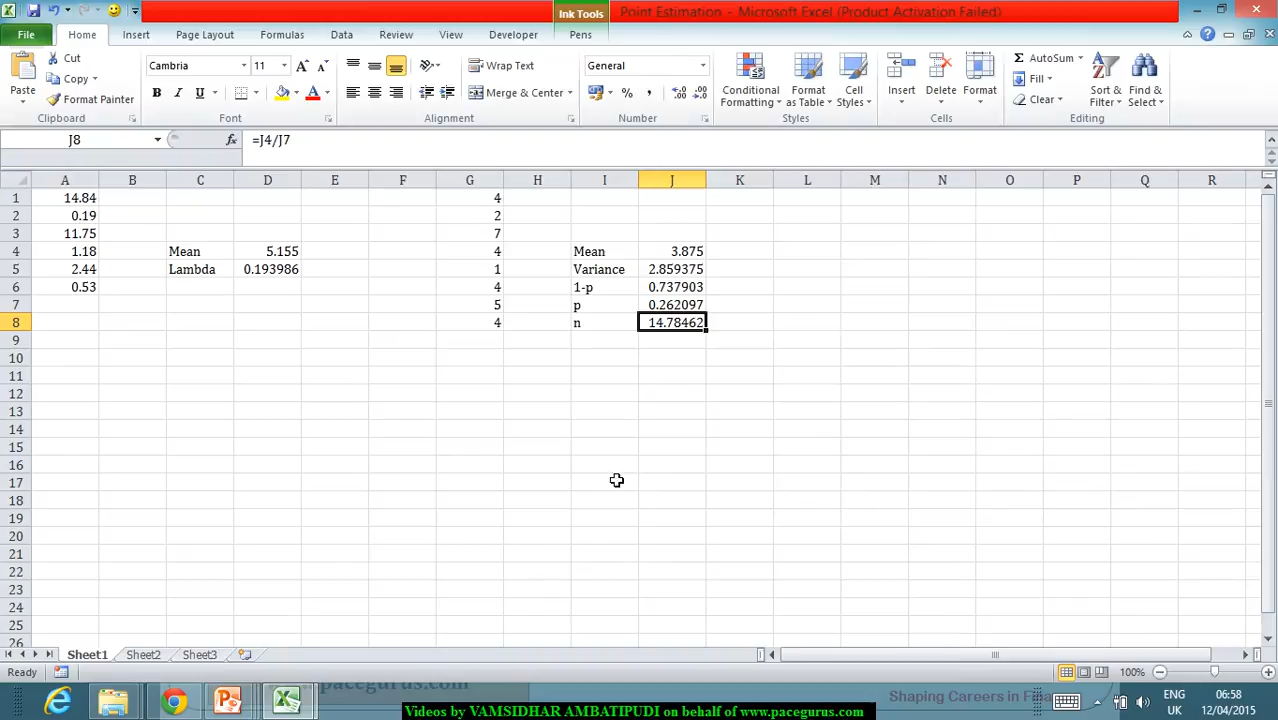 Ink Tools
Point Estimation - Microsoft Excel (Product Activation Failed)
File Home Insert Page Layout Formulas Data Review View Developer Pens
Paste
Cut
Copy
Format Painter
Clipboard
Cambria 11
B I U
Font
Wrap Text
Merge & Center
Alignment
General
% , .00
Number
Conditional Formatting
Format as Table
Cell Styles
Styles
Insert
Delete
Format
Cells
Σ AutoSum
Fill
Clear
Sort & Filter
Find & Select
Editing
J8 fx =J4/J7
A B C D E F G H I J K L M N O P Q R
1 14.84 4
2 0.19 2
3 11.75 7
4 1.18 Mean 5.155 4 Mean 3.875
5 2.44 Lambda 0.193986 1 Variance 2.859375
6 0.53 4 1-p 0.737903
7 5 p 0.262097
8 4 n 14.78462
9
10
11
12
13
14
15
16
17
18
19
20
21
22
23
24
25
26
Sheet1 Sheet2 Sheet3
Ready 100%
.pacegurus.com
Shaping Careers in Fina
ENG
UK
06:58
12/04/2015
Videos by VAMSIDHAR AMBATIPUDI on behalf of www.pacegurus.com